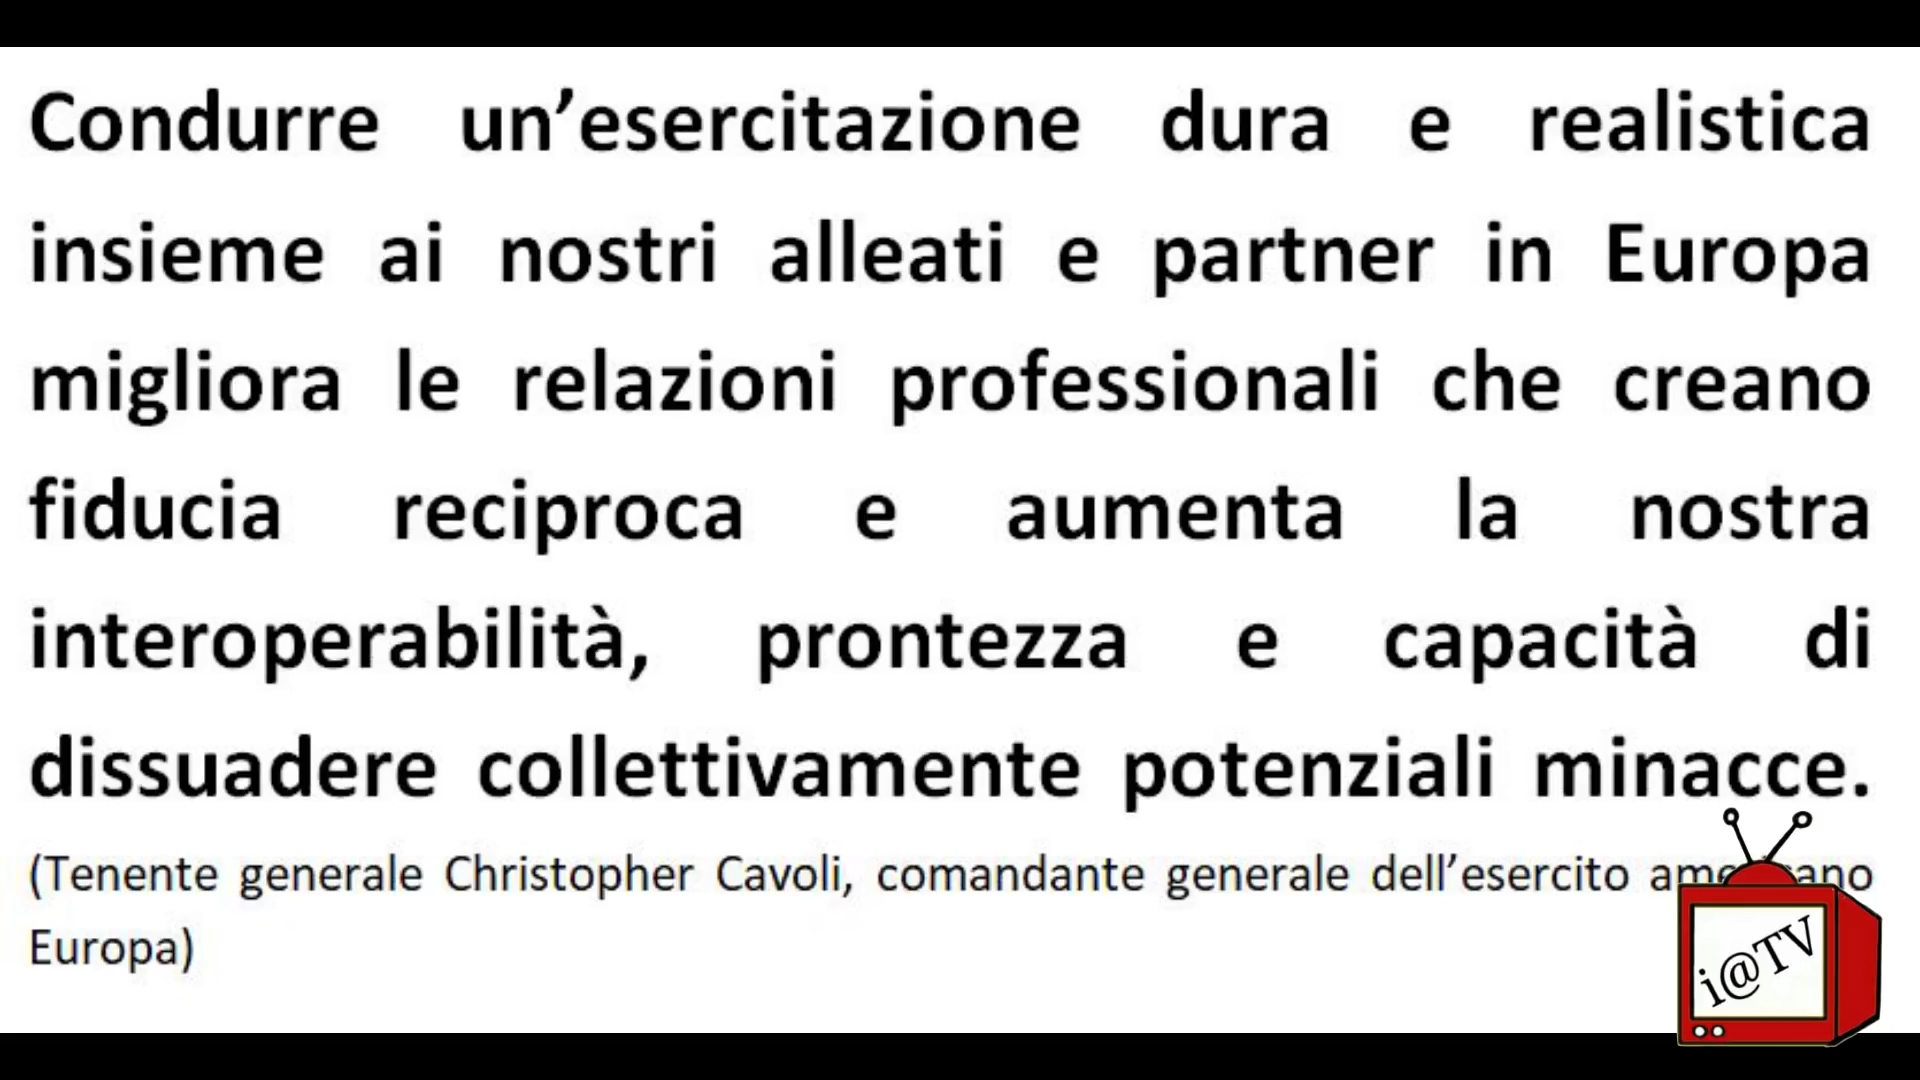 Condurre un’esercitazione dura e realistica
insieme ai nostri alleati e partner in Europa
migliora le relazioni professionali che creano
fiducia reciproca e aumenta la nostra
interoperabilità, prontezza e capacità di
dissuadere collettivamente potenziali minacce.
(Tenente generale Christopher Cavoli, comandante generale dell’esercito
Europa)
i@TV